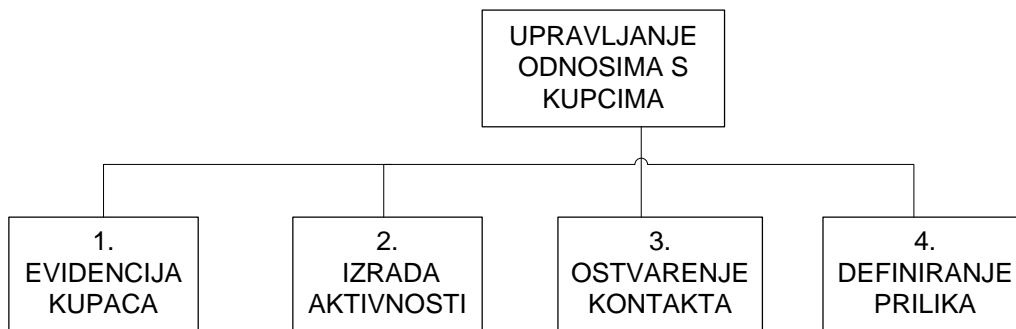 UPRAVLJANJE
ODNOSIMA S
KUPCIMA
1.
EVIDENCIJA
KUPACA
2.
IZRADA
AKTIVNOSTI
3.
OSTVARENJE
KONTAKTA
4.
DEFINIRANJE
PRILIKA